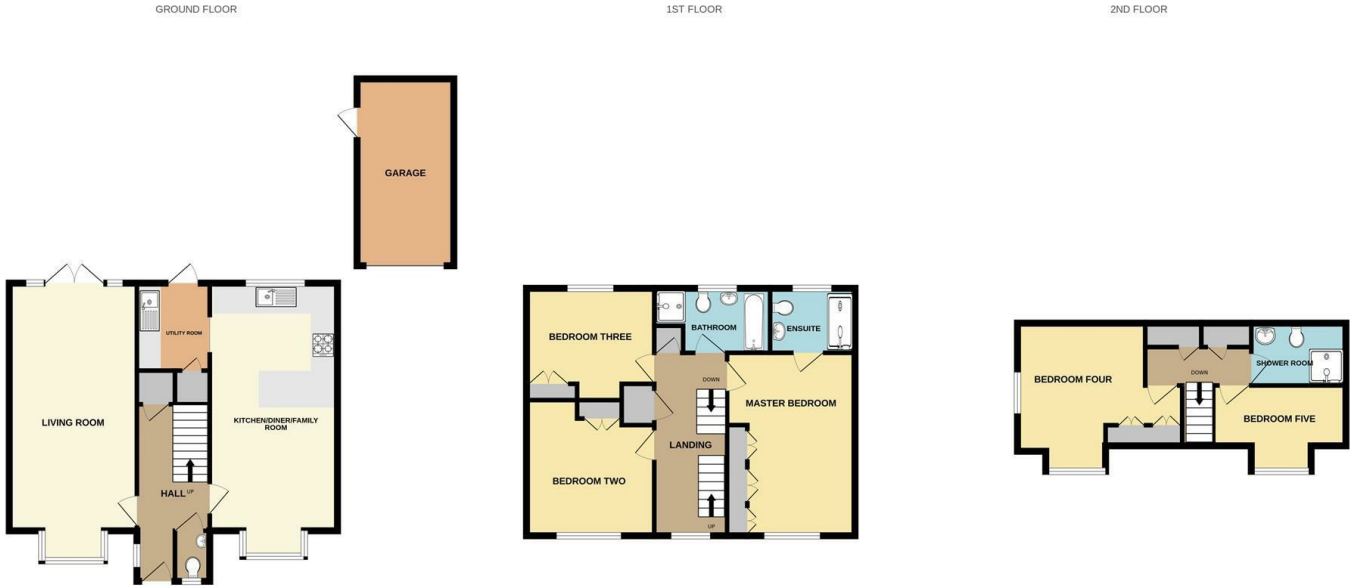 GROUND FLOOR
1ST FLOOR
2ND FLOOR
GARAGE
UTILITY ROOM
LIVING ROOM
KITCHEN/DINER/FAMILY
ROOM
HALL
UP
BEDROOM THREE
BATHROOM
ENSUITE
DOWN
MASTER BEDROOM
LANDING
BEDROOM TWO
UP
BEDROOM FOUR
DOWN
SHOWER ROOM
BEDROOM FIVE